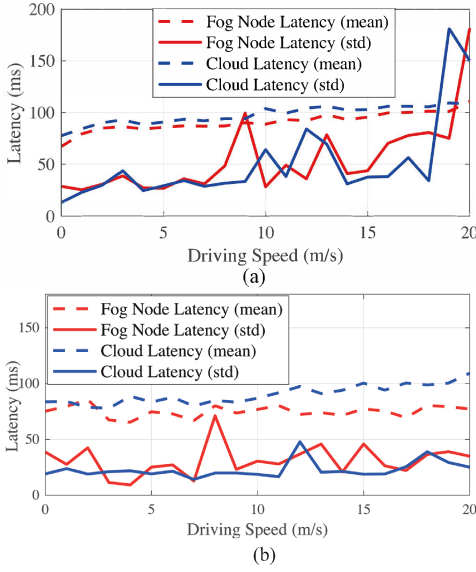 200
150
100
50
0
Latency (ms)
Fog Node Latency (mean)
Fog Node Latency (std)
Cloud Latency (mean)
Cloud Latency (std)
0 5 10 15 20
Driving Speed (m/s)
(a)
150
100
50
0
Latency (ms)
Fog Node Latency (mean)
Fog Node Latency (std)
Cloud Latency (mean)
Cloud Latency (std)
0 5 10 15 20
Driving Speed (m/s)
(b)